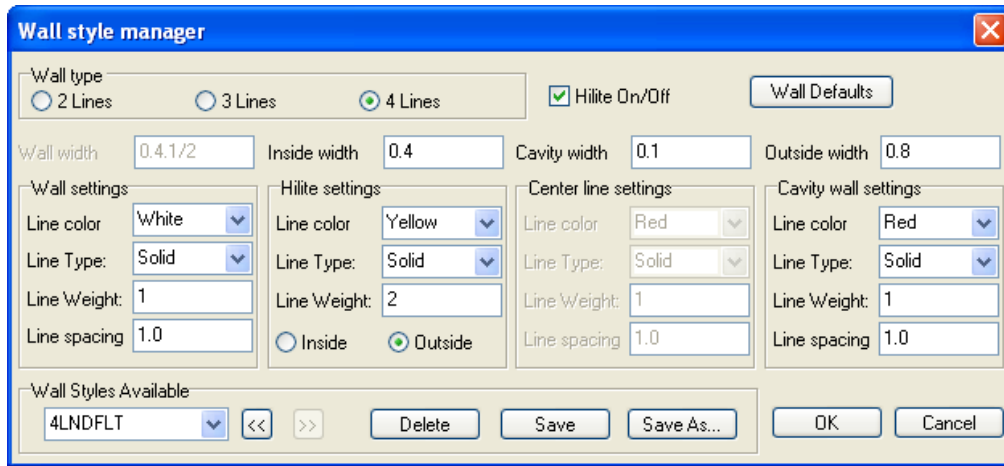 Wall style manager
Wall type
2 Lines 3 Lines 4 Lines Hilite On/Off Wall Defaults
Wall width 0.4.1/2 Inside width 0.4 Cavity width 0.1 Outside width 0.8
Wall settings Hilite settings Center line settings Cavity wall settings
Line color White Line color Yellow Line color Red Line color Red
Line Type: Solid Line Type: Solid Line Type: Solid Line Type: Solid
Line Weight: 1 Line Weight: 2 Line Weight: 1 Line Weight: 1
Line spacing 1.0 Inside Outside Line spacing 1.0 Line spacing 1.0
Wall Styles Available
4LNDFLT << >> Delete Save Save As... OK Cancel